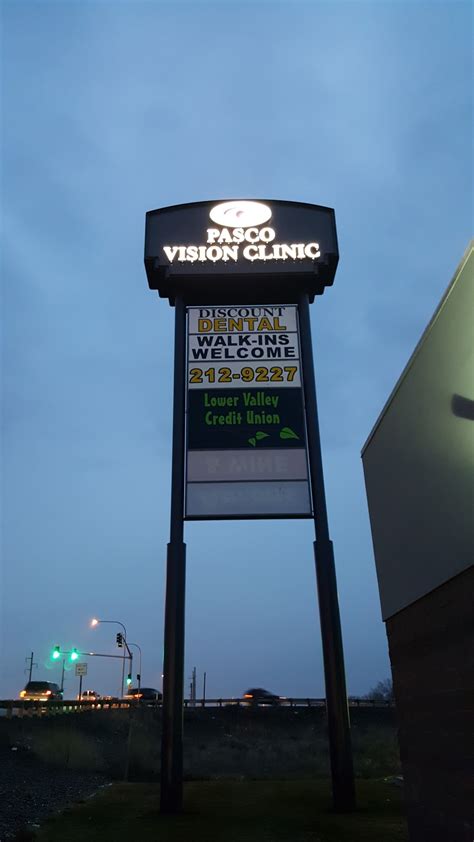 PASCO
VISION CLINIC
DISCOUNT
DENTAL
WALK-INS
WELCOME
212-9227
Lower Valley
Credit Union